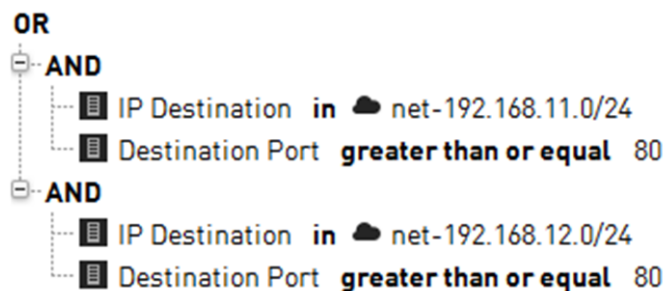 OR
AND
IP Destination in net-192.168.11.0/24
Destination Port greater than or equal 80
AND
IP Destination in net-192.168.12.0/24
Destination Port greater than or equal 80